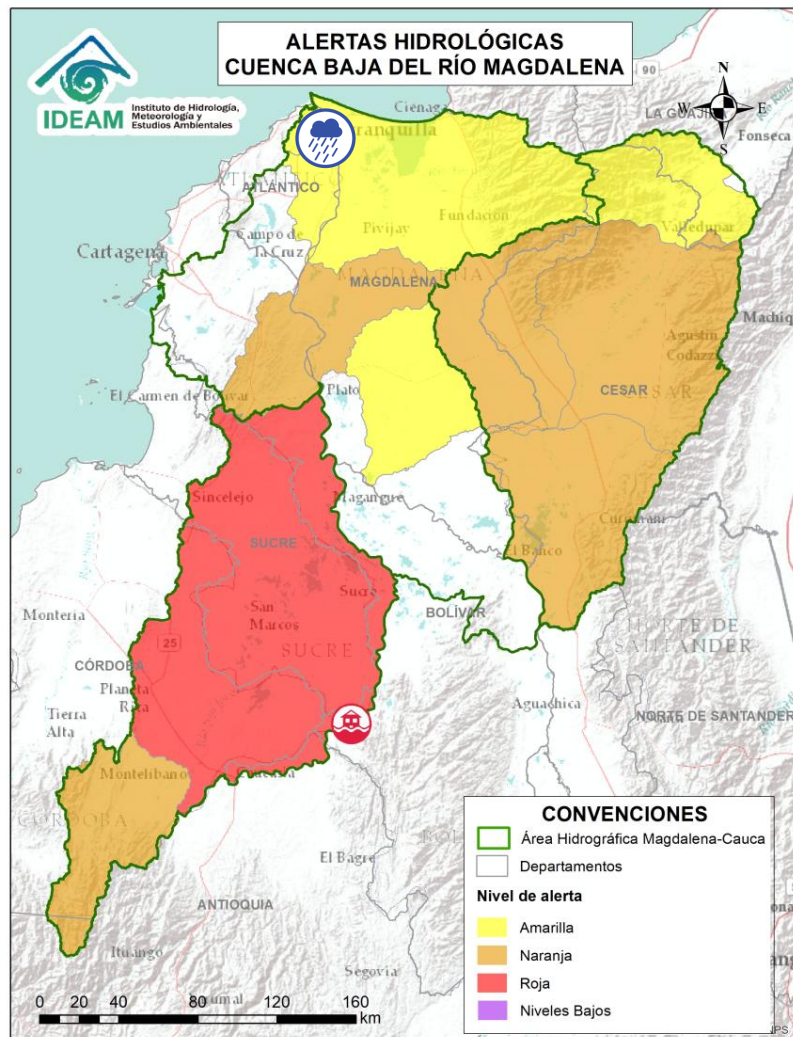 ALERTAS HIDROLÓGICAS
CUENCA BAJA DEL RÍO MAGDALENA
IDEAM
Instituto de Hidrología,
Meteorología y
Estudios Ambientales
90
N
W E
S
Ciénaga
LA GUAJIRA
Fonseca
ranquilla
ATLÁNTICO
Pivijay
Fundación
Valledupar
Cartagena
Campo de
La Cruz
MAGDALENA
Agustín
Codazzi
CESAR
El Carmen de Bolívar
Plato
Sincelejo
Magangue
SUCRE
El Banco
Sucre
BOLÍVAR
San
Marcos
SUCRE
Montería
25
NORTE DE
SANTANDER
CÓRDOBA
Planeta
Rica
Aguachica
NORTE DE SANTANDER
Tierra
Alta
Montelíbano
CÓRDOBA
El Bagre
ANTIOQUIA
Ituango
Segovia
CONVENCIONES
Área Hidrográfica Magdalena-Cauca
Departamentos
Nivel de alerta
Amarilla
Naranja
Roja
Niveles Bajos
0 20 40 80 120 160
km